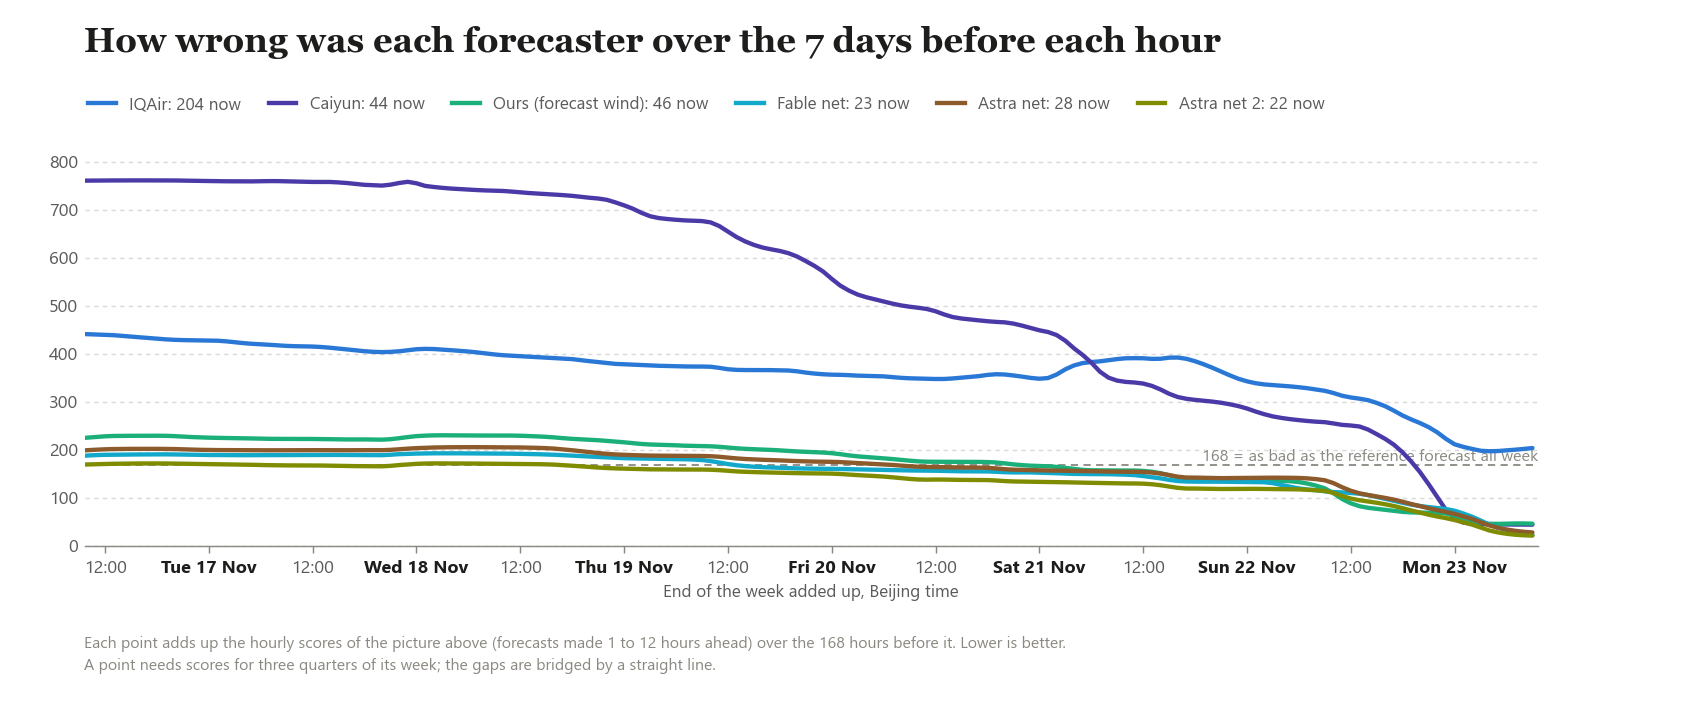 How wrong was each forecaster over the 7 days before each hour
IQAir: 204 now Caiyun: 44 now Ours (forecast wind): 46 now Fable net: 23 now Astra net: 28 now Astra net 2: 22 now
800
700
600
500
400
300
200
168 = as bad as the reference forecast all week
100
0
12:00 Tue 17 Nov 12:00 Wed 18 Nov 12:00 Thu 19 Nov 12:00 Fri 20 Nov 12:00 Sat 21 Nov 12:00 Sun 22 Nov 12:00 Mon 23 Nov
End of the week added up, Beijing time
Each point adds up the hourly scores of the picture above (forecasts made 1 to 12 hours ahead) over the 168 hours before it. Lower is better.
A point needs scores for three quarters of its week; the gaps are bridged by a straight line.